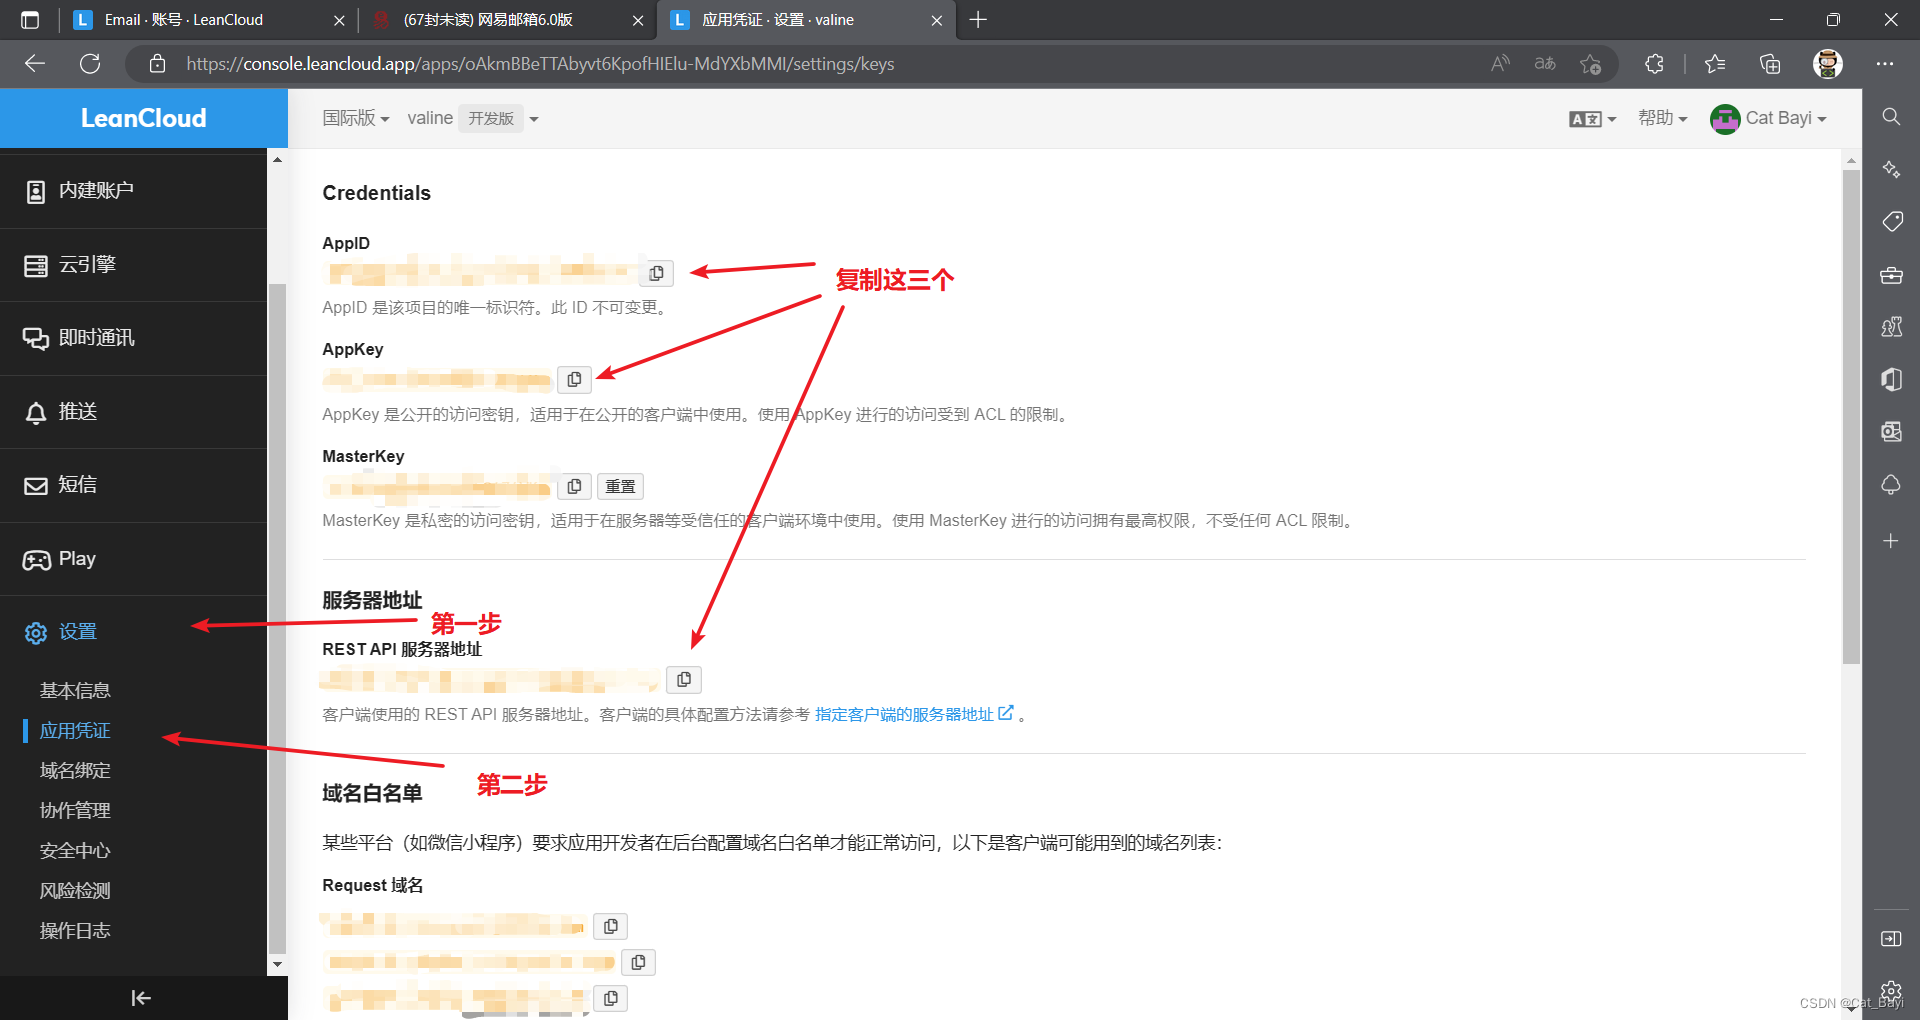 Email · 账号 · LeanCloud
(67封未读) 网易邮箱6.0版
应用凭证 · 设置 · valine
https://console.leancloud.app/apps/oAkmBBeTTAbyvt6KpofHIElu-MdYXbMMI/settings/keys
LeanCloud
国际版
valine
开发版
帮助
Cat Bayi
内建账户
云引擎
即时通讯
推送
短信
Play
设置
基本信息
应用凭证
域名绑定
协作管理
安全中心
风险检测
操作日志
Credentials
AppID
复制这三个
AppID 是该项目的唯一标识符。此 ID 不可变更。
AppKey
AppKey 是公开的访问密钥，适用于在公开的客户端中使用。使用 AppKey 进行的访问受到 ACL 的限制。
MasterKey
重置
MasterKey 是私密的访问密钥，适用于在服务器等受信任的客户端环境中使用。使用 MasterKey 进行的访问拥有最高权限，不受任何 ACL 限制。
服务器地址
第一步
REST API 服务器地址
客户端使用的 REST API 服务器地址。客户端的具体配置方法请参考 指定客户端的服务器地址 。
第二步
域名白名单
某些平台（如微信小程序）要求应用开发者在后台配置域名白名单才能正常访问，以下是客户端可能用到的域名列表：
Request 域名
CSDN @Cat_Bayi